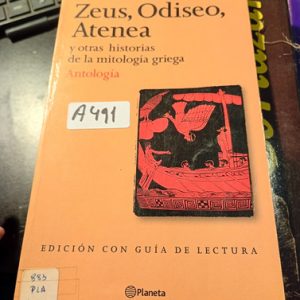 Zeus, Odiseo,
Atenea
y otras historias
de la mitología griega
Antología
A491
EDICIÓN CON GUÍA DE LECTURA
883
PLA
Planeta